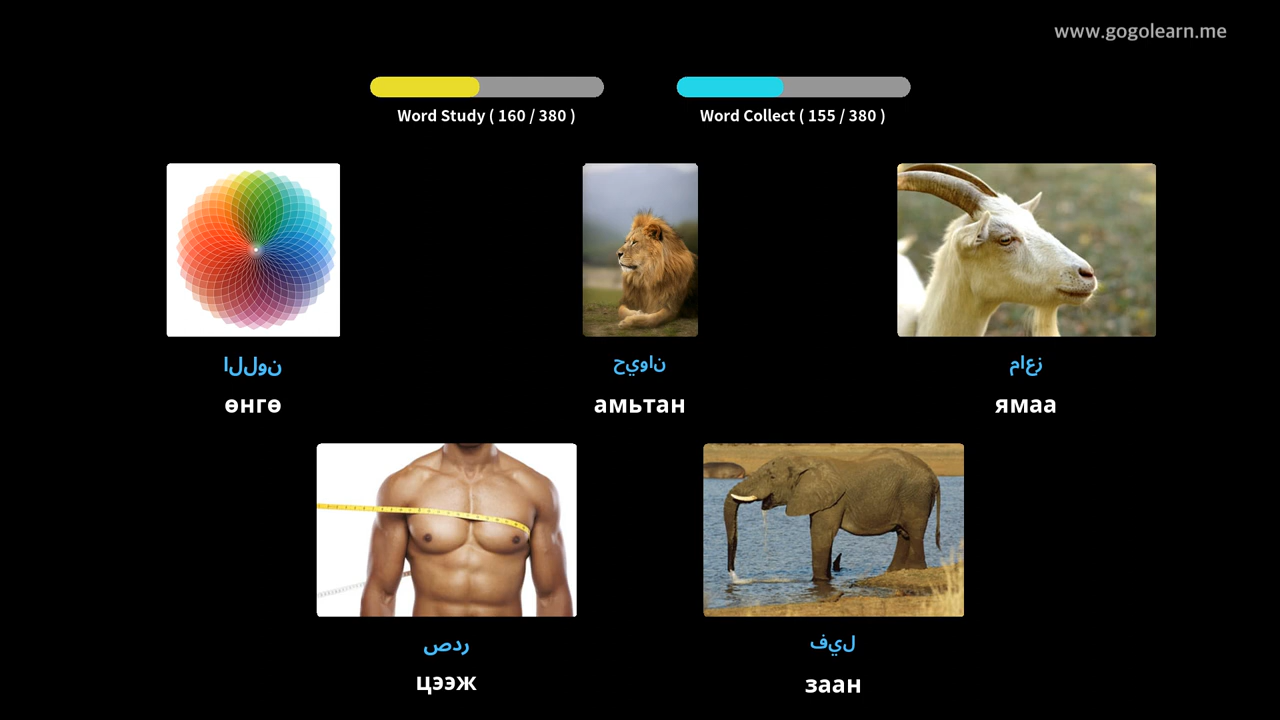 www.gogolearn.me
Word Study ( 160 / 380 )
Word Collect ( 155 / 380 )
اللون
өнгө
حيوان
амьтан
ماعز
ямаа
صدر
цээж
فيل
заан